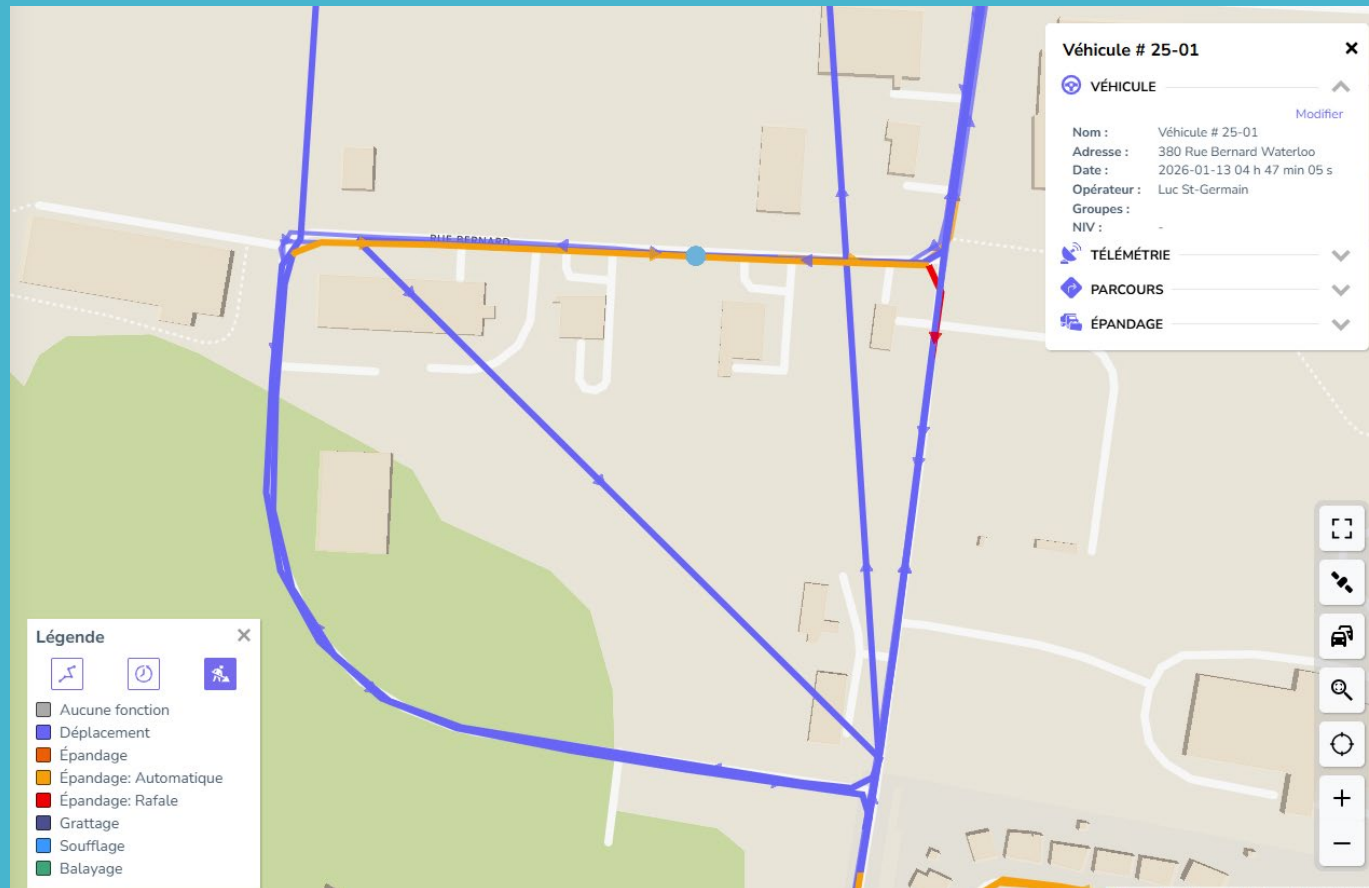 Véhicule # 25-01
VÉHICULE
Modifier
Nom : Véhicule # 25-01
Adresse : 380 Rue Bernard Waterloo
Date : 2026-01-13 04 h 47 min 05 s
Opérateur : Luc St-Germain
Groupes :
NIV : -
TÉLÉMÉTRIE
PARCOURS
ÉPANDAGE
RUE BERNARD
Légende
Aucune fonction
Déplacement
Épandage
Épandage: Automatique
Épandage: Rafale
Grattage
Soufflage
Balayage